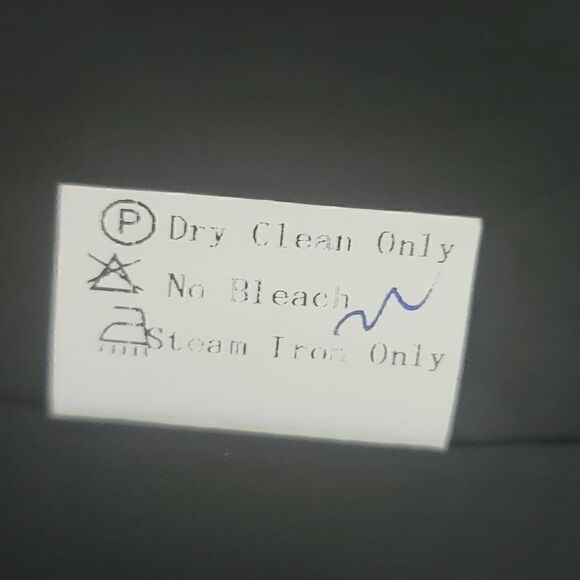 P Dry Clean Only
No Bleach
Steam Iron Only